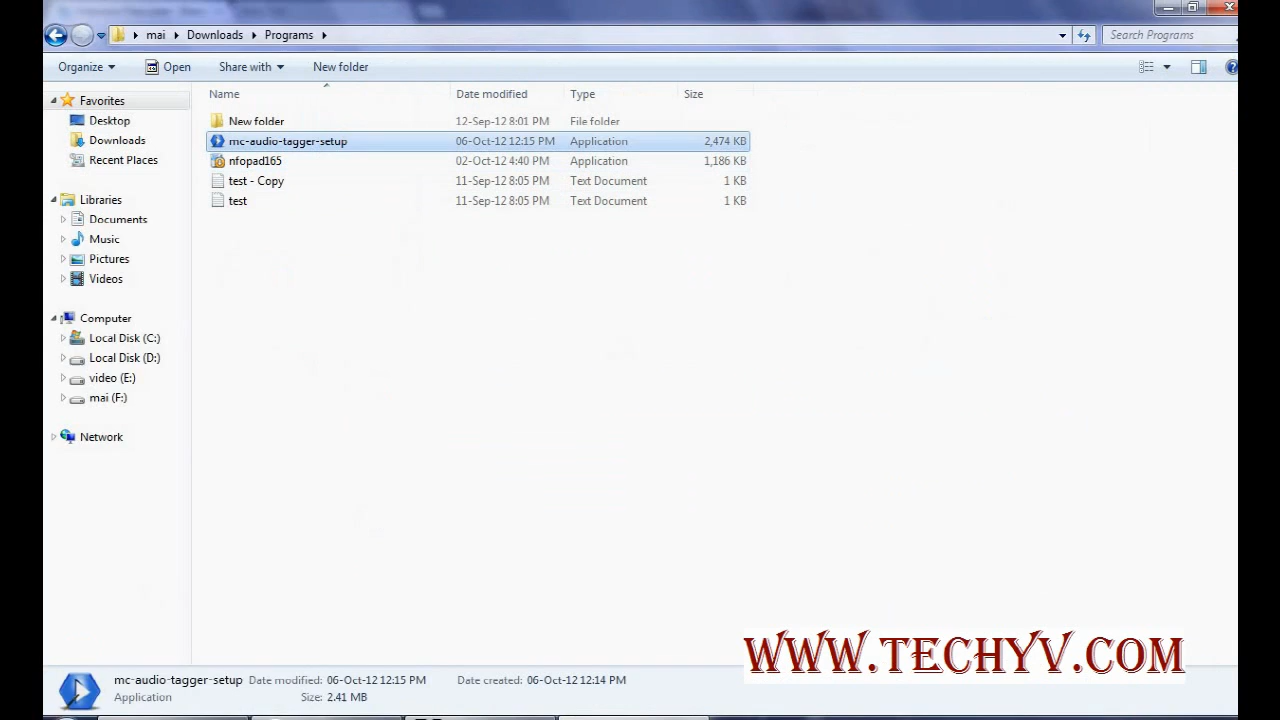 mai Downloads Programs Search Programs
Organize Open Share with New folder
Name Date modified Type Size
Favorites
Desktop
Downloads
Recent Places
Libraries
Documents
Music
Pictures
Videos
Computer
Local Disk (C:)
Local Disk (D:)
video (E:)
mai (F:)
Network
New folder 12-Sep-12 8:01 PM File folder
mc-audio-tagger-setup 06-Oct-12 12:15 PM Application 2,474 KB
nfopad165 02-Oct-12 4:40 PM Application 1,186 KB
test - Copy 11-Sep-12 8:05 PM Text Document 1 KB
test 11-Sep-12 8:05 PM Text Document 1 KB
WWW.TECHYV.COM
mc-audio-tagger-setup Date modified: 06-Oct-12 12:15 PM Date created: 06-Oct-12 12:14 PM
Application Size: 2.41 MB